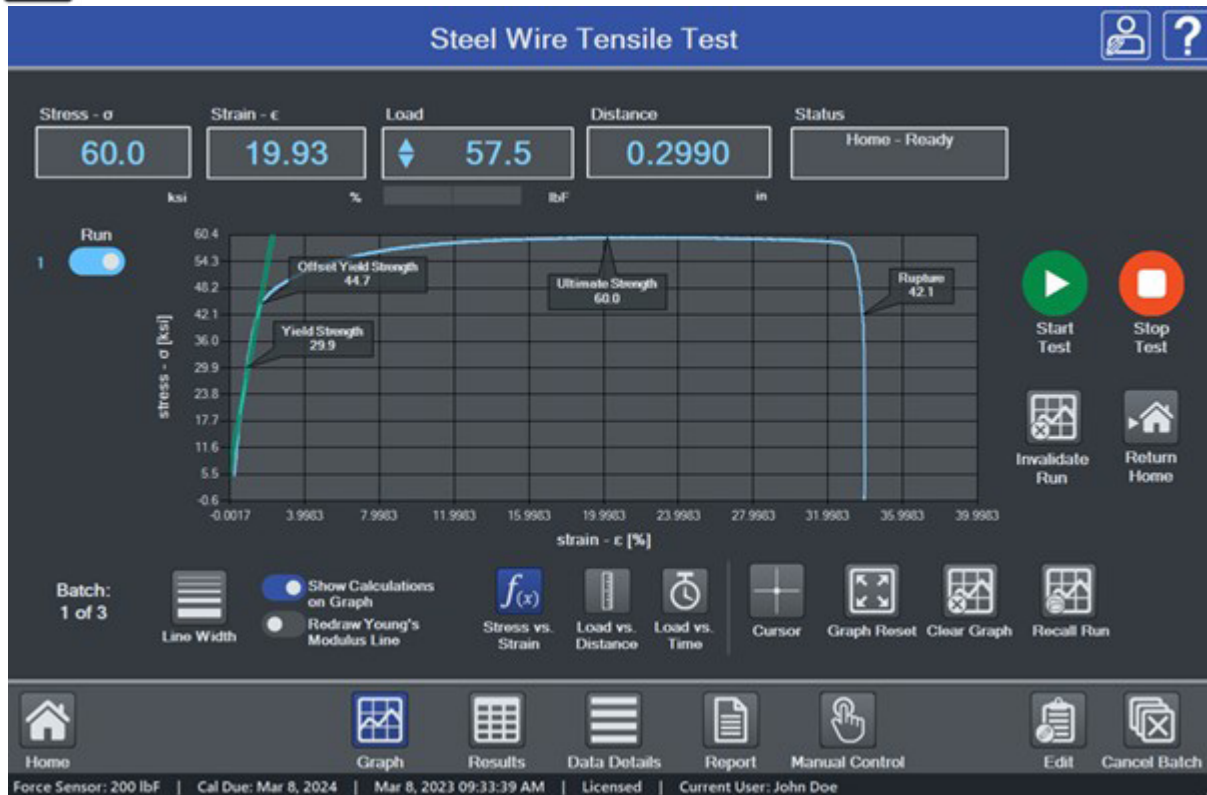 Steel Wire Tensile Test
?
Stress - σ
Strain - ε
Load
Distance
Status
60.0
19.93
57.5
0.2990
Home - Ready
ksi
%
lbF
in
Run
1
60.4
54.3
48.2
42.1
36.0
29.9
23.8
17.7
11.6
5.5
-0.6
stress - σ [ksi]
Offset Yield Strength
44.7
Yield Strength
29.9
Ultimate Strength
60.0
Rupture
42.1
-0.0017
3.9983
7.9983
11.9983
15.9983
19.9983
23.9983
27.9983
31.9983
35.9983
39.9983
strain - ε [%]
Start
Test
Stop
Test
Invalidate
Run
Return
Home
Batch:
1 of 3
Line Width
Show Calculations
on Graph
Redraw Young's
Modulus Line
f(x)
Stress vs.
Strain
Load vs.
Distance
Load vs.
Time
Cursor
Graph Reset
Clear Graph
Recall Run
Home
Graph
Results
Data Details
Report
Manual Control
Edit
Cancel Batch
Force Sensor: 200 lbF | Cal Due: Mar 8, 2024 | Mar 8, 2023 09:33:39 AM | Licensed | Current User: John Doe